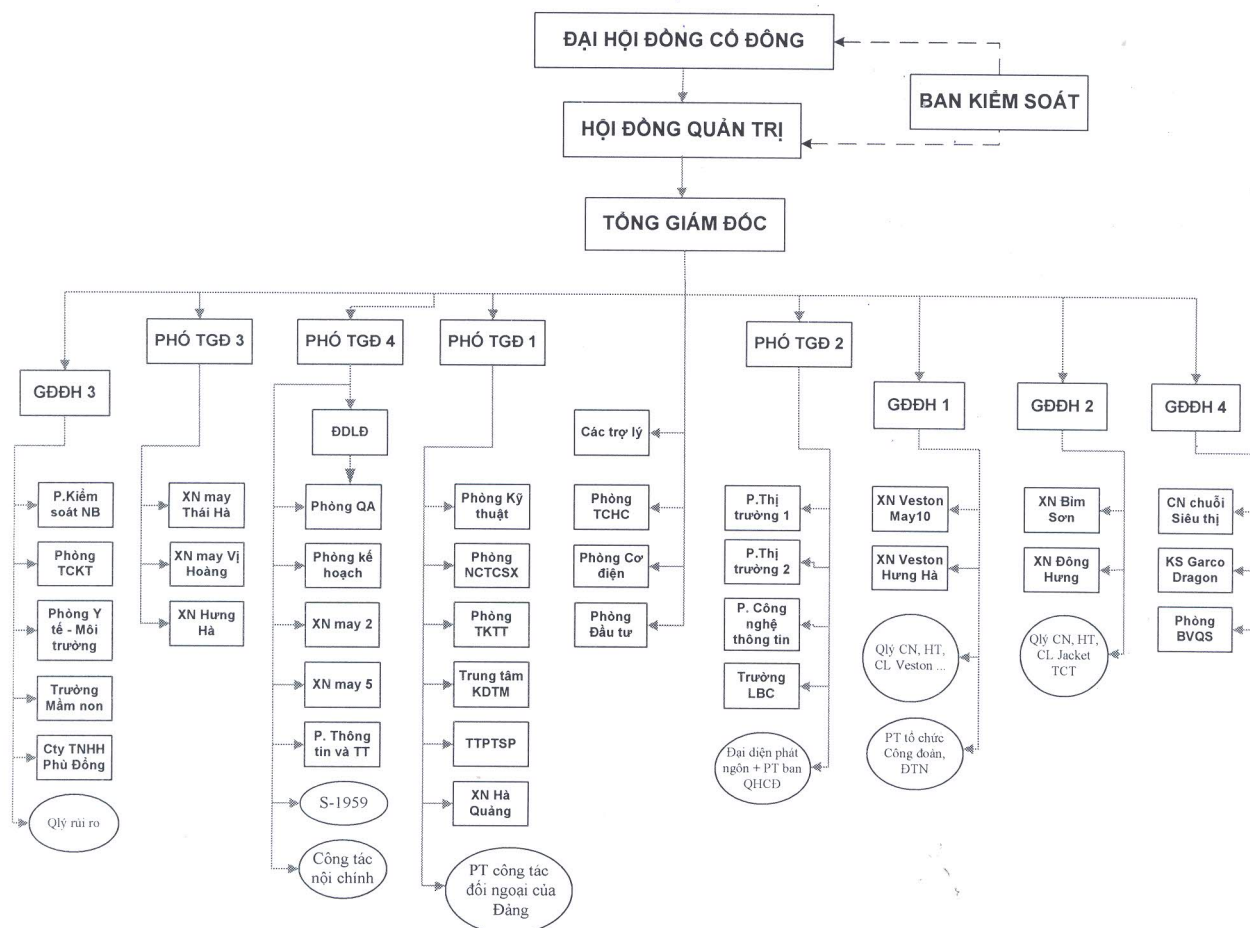 ĐẠI HỘI ĐỒNG CỔ ĐÔNG
BAN KIỂM SOÁT
HỘI ĐỒNG QUẢN TRỊ
TỔNG GIÁM ĐỐC
GĐĐH 3
P.Kiểm
soát NB
Phòng
TCKT
Phòng Y
tế - Môi
trường
Trường
Mầm non
Cty TNHH
Phù Đổng
Qlý rủi ro
PHÓ TGĐ 3
XN may
Thái Hà
XN may Vị
Hoàng
XN Hưng
Hà
PHÓ TGĐ 4
ĐDLĐ
Phòng QA
Phòng kế
hoạch
XN may 2
XN may 5
P. Thông
tin và TT
S-1959
Công tác
nội chính
PHÓ TGĐ 1
Phòng Kỹ
thuật
Phòng
NCTCSX
Phòng
TKTT
Trung tâm
KDTM
TTPTSP
XN Hà
Quảng
PT công tác
đối ngoại của
Đảng
Các trợ lý
Phòng
TCHC
Phòng Cơ
điện
Phòng
Đầu tư
PHÓ TGĐ 2
P.Thị
trường 1
P.Thị
trường 2
P. Công
nghệ
thông tin
Trường
LBC
Đại diện phát
ngôn + PT ban
QHCĐ
GĐĐH 1
XN Veston
May10
XN Veston
Hưng Hà
Qlý CN, HT,
CL Veston ...
PT tổ chức
Công đoàn,
ĐTN
GĐĐH 2
XN Bỉm
Sơn
XN Đông
Hưng
Qlý CN, HT,
CL Jacket
TCT
GĐĐH 4
CN chuỗi
Siêu thị
KS Garco
Dragon
Phòng
BVQS